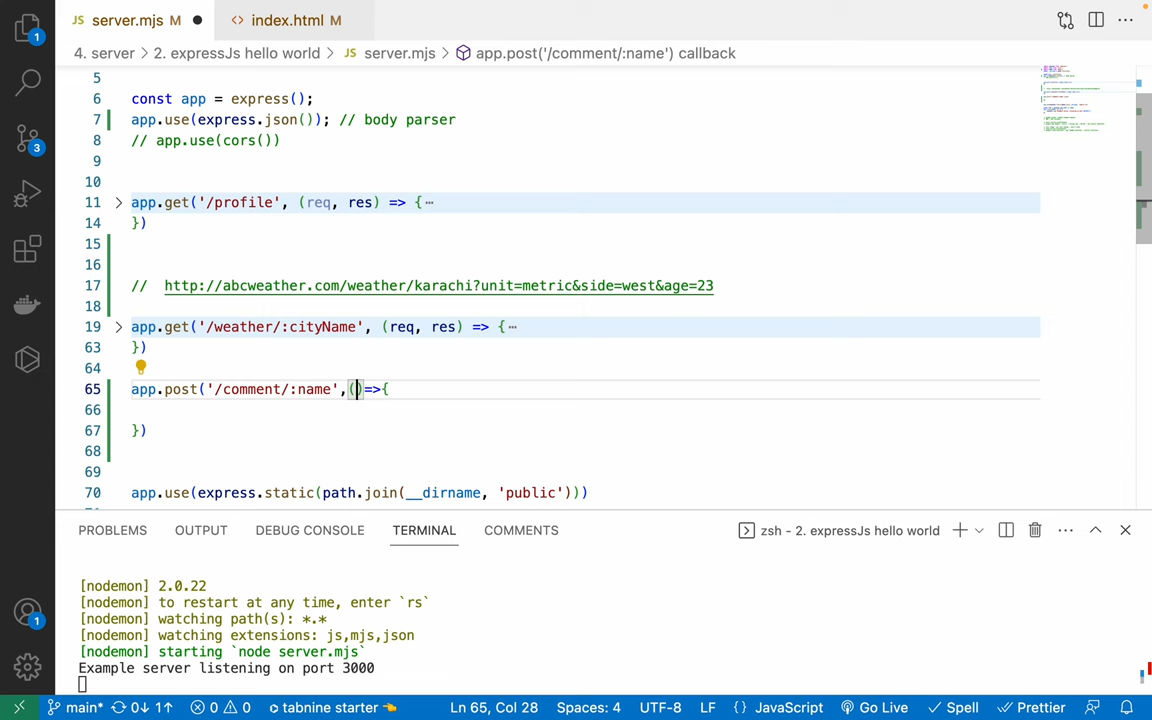 JS server.mjs M ● <> index.html M
4. server > 2. expressJs hello world > JS server.mjs > app.post('/comment/:name') callback
5
6 const app = express();
7 app.use(express.json()); // body parser
8 // app.use(cors())
9
10
11 > app.get('/profile', (req, res) => {⋯
14 })
15
16
17 //  http://abcweather.com/weather/karachi?unit=metric&side=west&age=23
18
19 > app.get('/weather/:cityName', (req, res) => {⋯
63 })
64
65 app.post('/comment/:name',()=>{
66
67 })
68
69
70 app.use(express.static(path.join(__dirname, 'public')))
PROBLEMS OUTPUT DEBUG CONSOLE TERMINAL COMMENTS zsh - 2. expressJs hello world
[nodemon] 2.0.22
[nodemon] to restart at any time, enter `rs`
[nodemon] watching path(s): *.*
[nodemon] watching extensions: js,mjs,json
[nodemon] starting `node server.mjs`
Example server listening on port 3000
1
3
1
main* 0↓ 1↑ 0 0 tabnine starter Ln 65, Col 28 Spaces: 4 UTF-8 LF {} JavaScript Go Live Spell Prettier